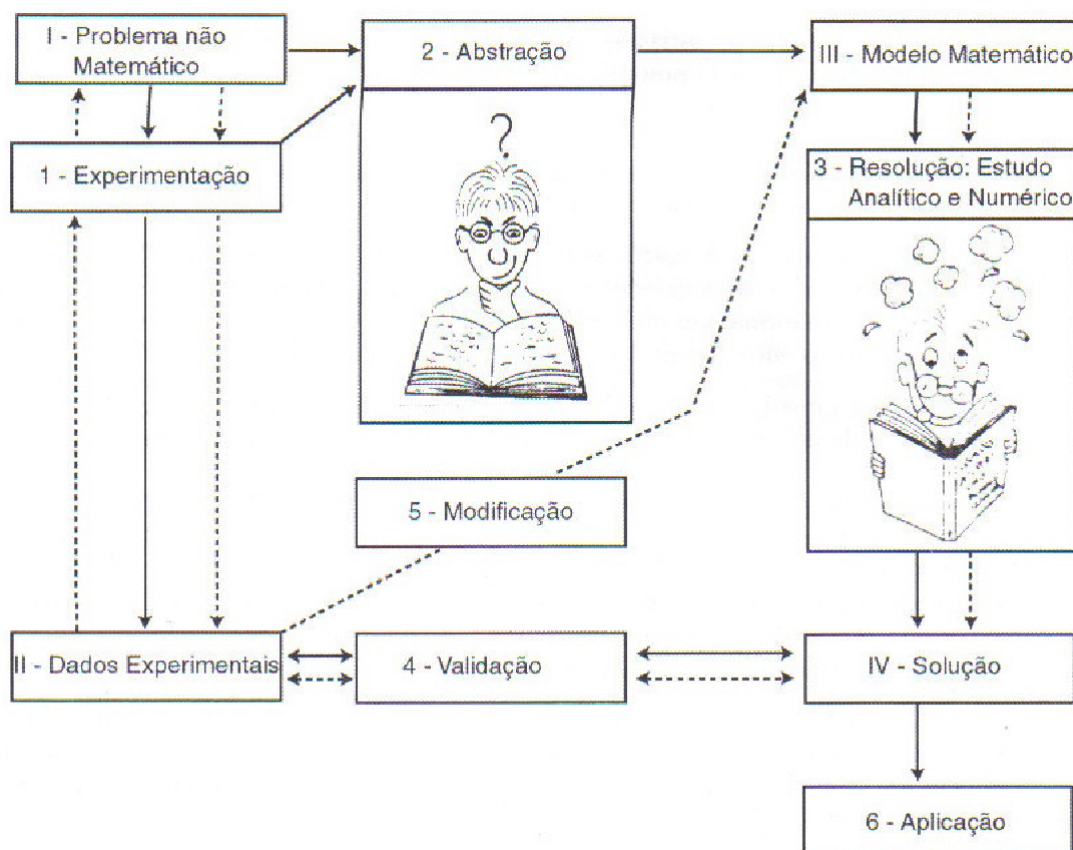 I - Problema não
Matemático
2 - Abstração
III - Modelo Matemático
1 - Experimentação
3 - Resolução: Estudo
Analítico e Numérico
?
5 - Modificação
II - Dados Experimentais
4 - Validação
IV - Solução
6 - Aplicação